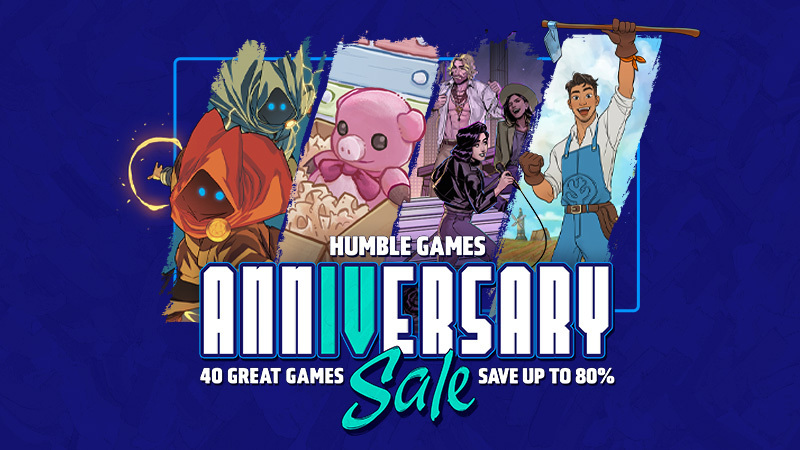 HUMBLE GAMES
ANNIVERSARY
40 GREAT GAMES Sale SAVE UP TO 80%